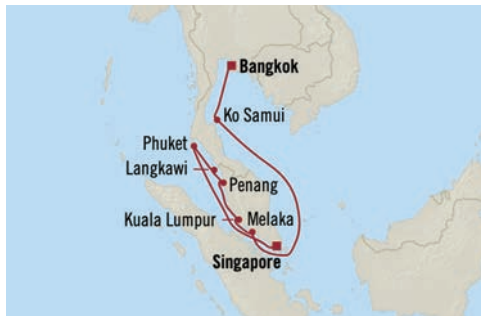 Bangkok
Ko Samui
Phuket
Langkawi
Penang
Kuala Lumpur
Melaka
Singapore